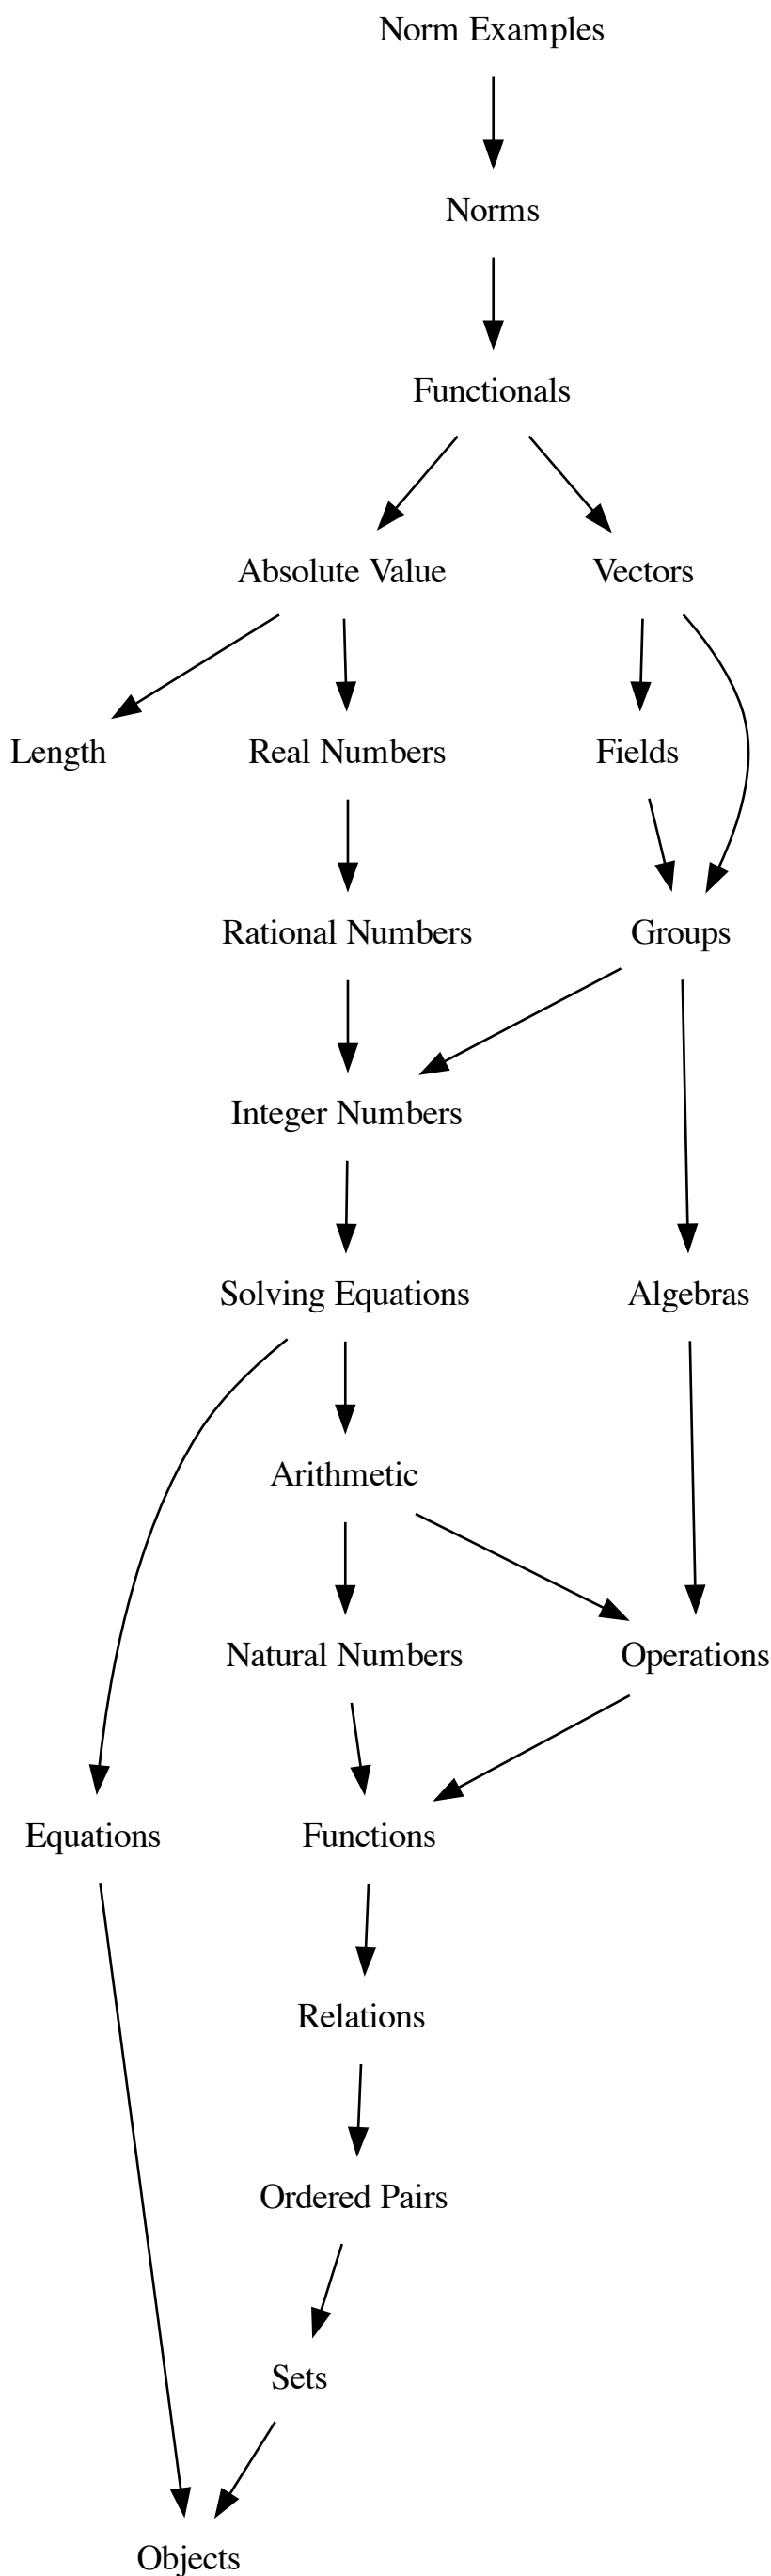 Norm Examples
Norms
Functionals
Absolute Value
Vectors
Length
Real Numbers
Fields
Rational Numbers
Groups
Integer Numbers
Solving Equations
Algebras
Arithmetic
Natural Numbers
Operations
Equations
Functions
Relations
Ordered Pairs
Sets
Objects